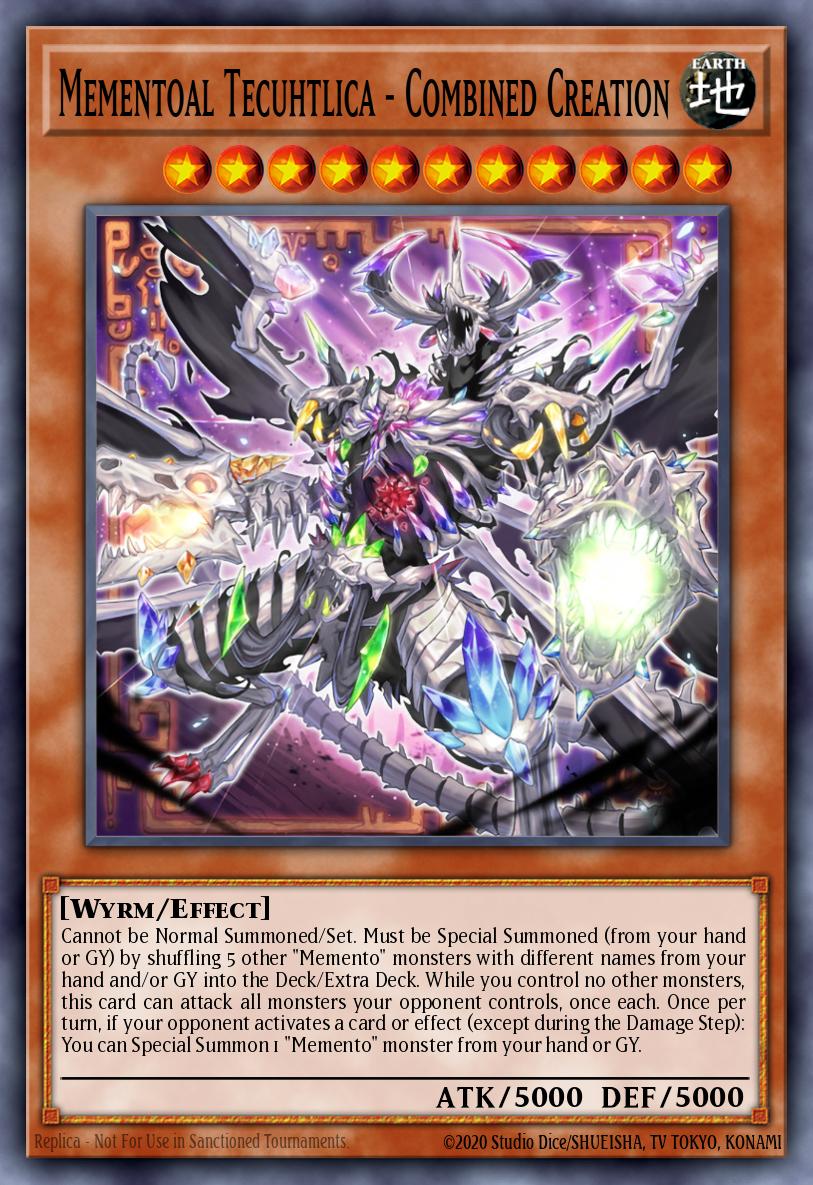 Mementoal Tecuhtlica - Combined Creation
EARTH
地
[Wyrm/Effect]
Cannot be Normal Summoned/Set. Must be Special Summoned (from your hand
or GY) by shuffling 5 other "Memento" monsters with different names from your
hand and/or GY into the Deck/Extra Deck. While you control no other monsters,
this card can attack all monsters your opponent controls, once each. Once per
turn, if your opponent activates a card or effect (except during the Damage Step):
You can Special Summon 1 "Memento" monster from your hand or GY.
ATK/5000 DEF/5000
Replica - Not For Use in Sanctioned Tournaments.
©2020 Studio Dice/SHUEISHA, TV TOKYO, KONAMI